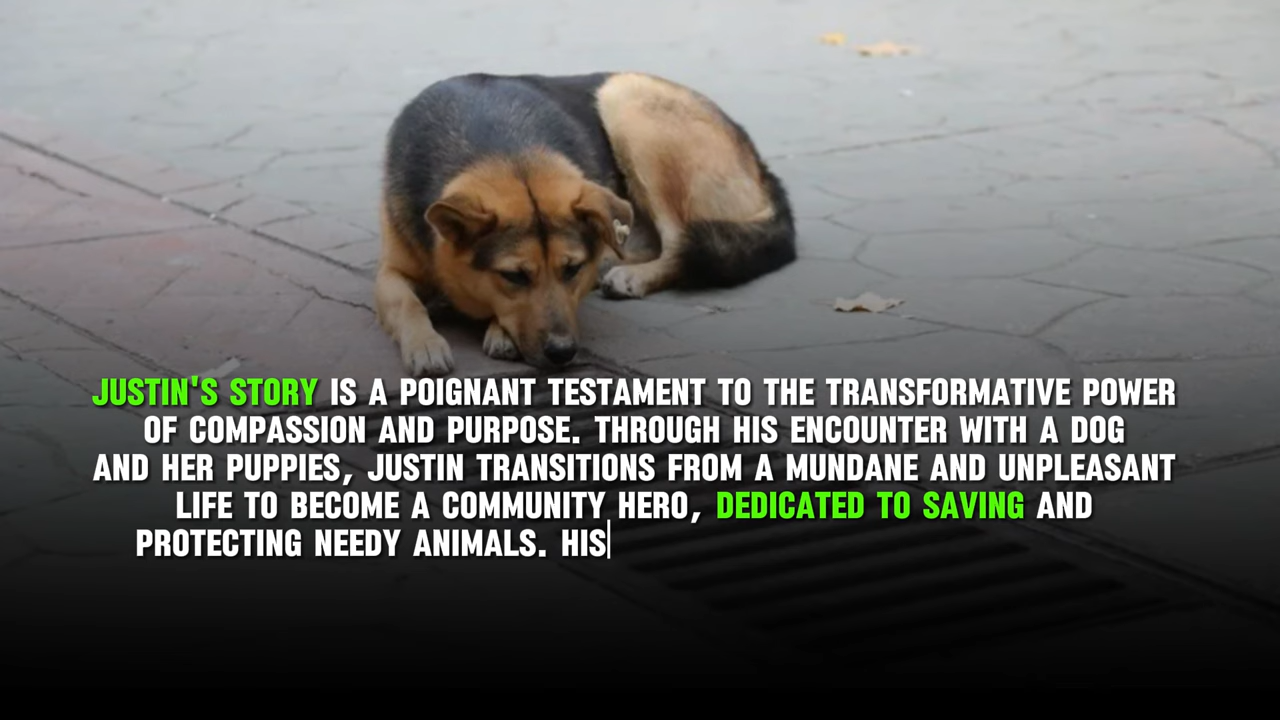 JUSTIN'S STORY IS A POIGNANT TESTAMENT TO THE TRANSFORMATIVE POWER
OF COMPASSION AND PURPOSE. THROUGH HIS ENCOUNTER WITH A DOG
AND HER PUPPIES, JUSTIN TRANSITIONS FROM A MUNDANE AND UNPLEASANT
LIFE TO BECOME A COMMUNITY HERO, DEDICATED TO SAVING AND
PROTECTING NEEDY ANIMALS. HIS